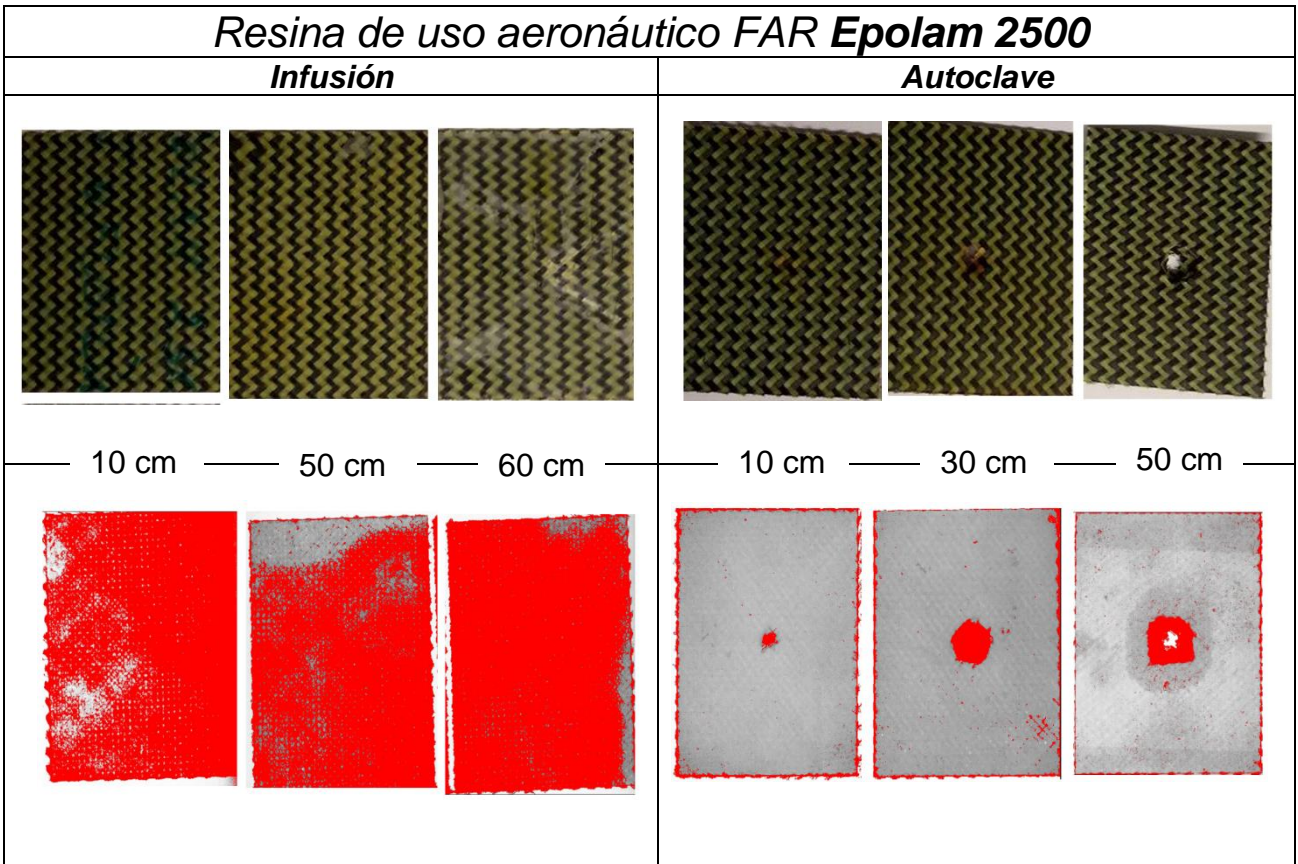 Resina de uso aeronáutico FAR Epolam 2500
Infusión Autoclave
10 cm 50 cm 60 cm 10 cm 30 cm 50 cm